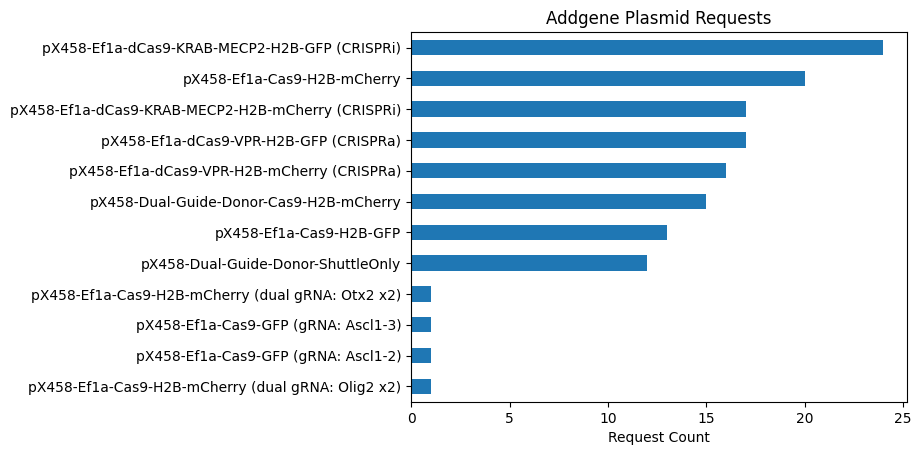 Addgene Plasmid Requests
pX458-Ef1a-dCas9-KRAB-MECP2-H2B-GFP (CRISPRi)
pX458-Ef1a-Cas9-H2B-mCherry
pX458-Ef1a-dCas9-KRAB-MECP2-H2B-mCherry (CRISPRi)
pX458-Ef1a-dCas9-VPR-H2B-GFP (CRISPRa)
pX458-Ef1a-dCas9-VPR-H2B-mCherry (CRISPRa)
pX458-Dual-Guide-Donor-Cas9-H2B-mCherry
pX458-Ef1a-Cas9-H2B-GFP
pX458-Dual-Guide-Donor-ShuttleOnly
pX458-Ef1a-Cas9-H2B-mCherry (dual gRNA: Otx2 x2)
pX458-Ef1a-Cas9-GFP (gRNA: Ascl1-3)
pX458-Ef1a-Cas9-GFP (gRNA: Ascl1-2)
pX458-Ef1a-Cas9-H2B-mCherry (dual gRNA: Olig2 x2)
0 5 10 15 20 25
Request Count